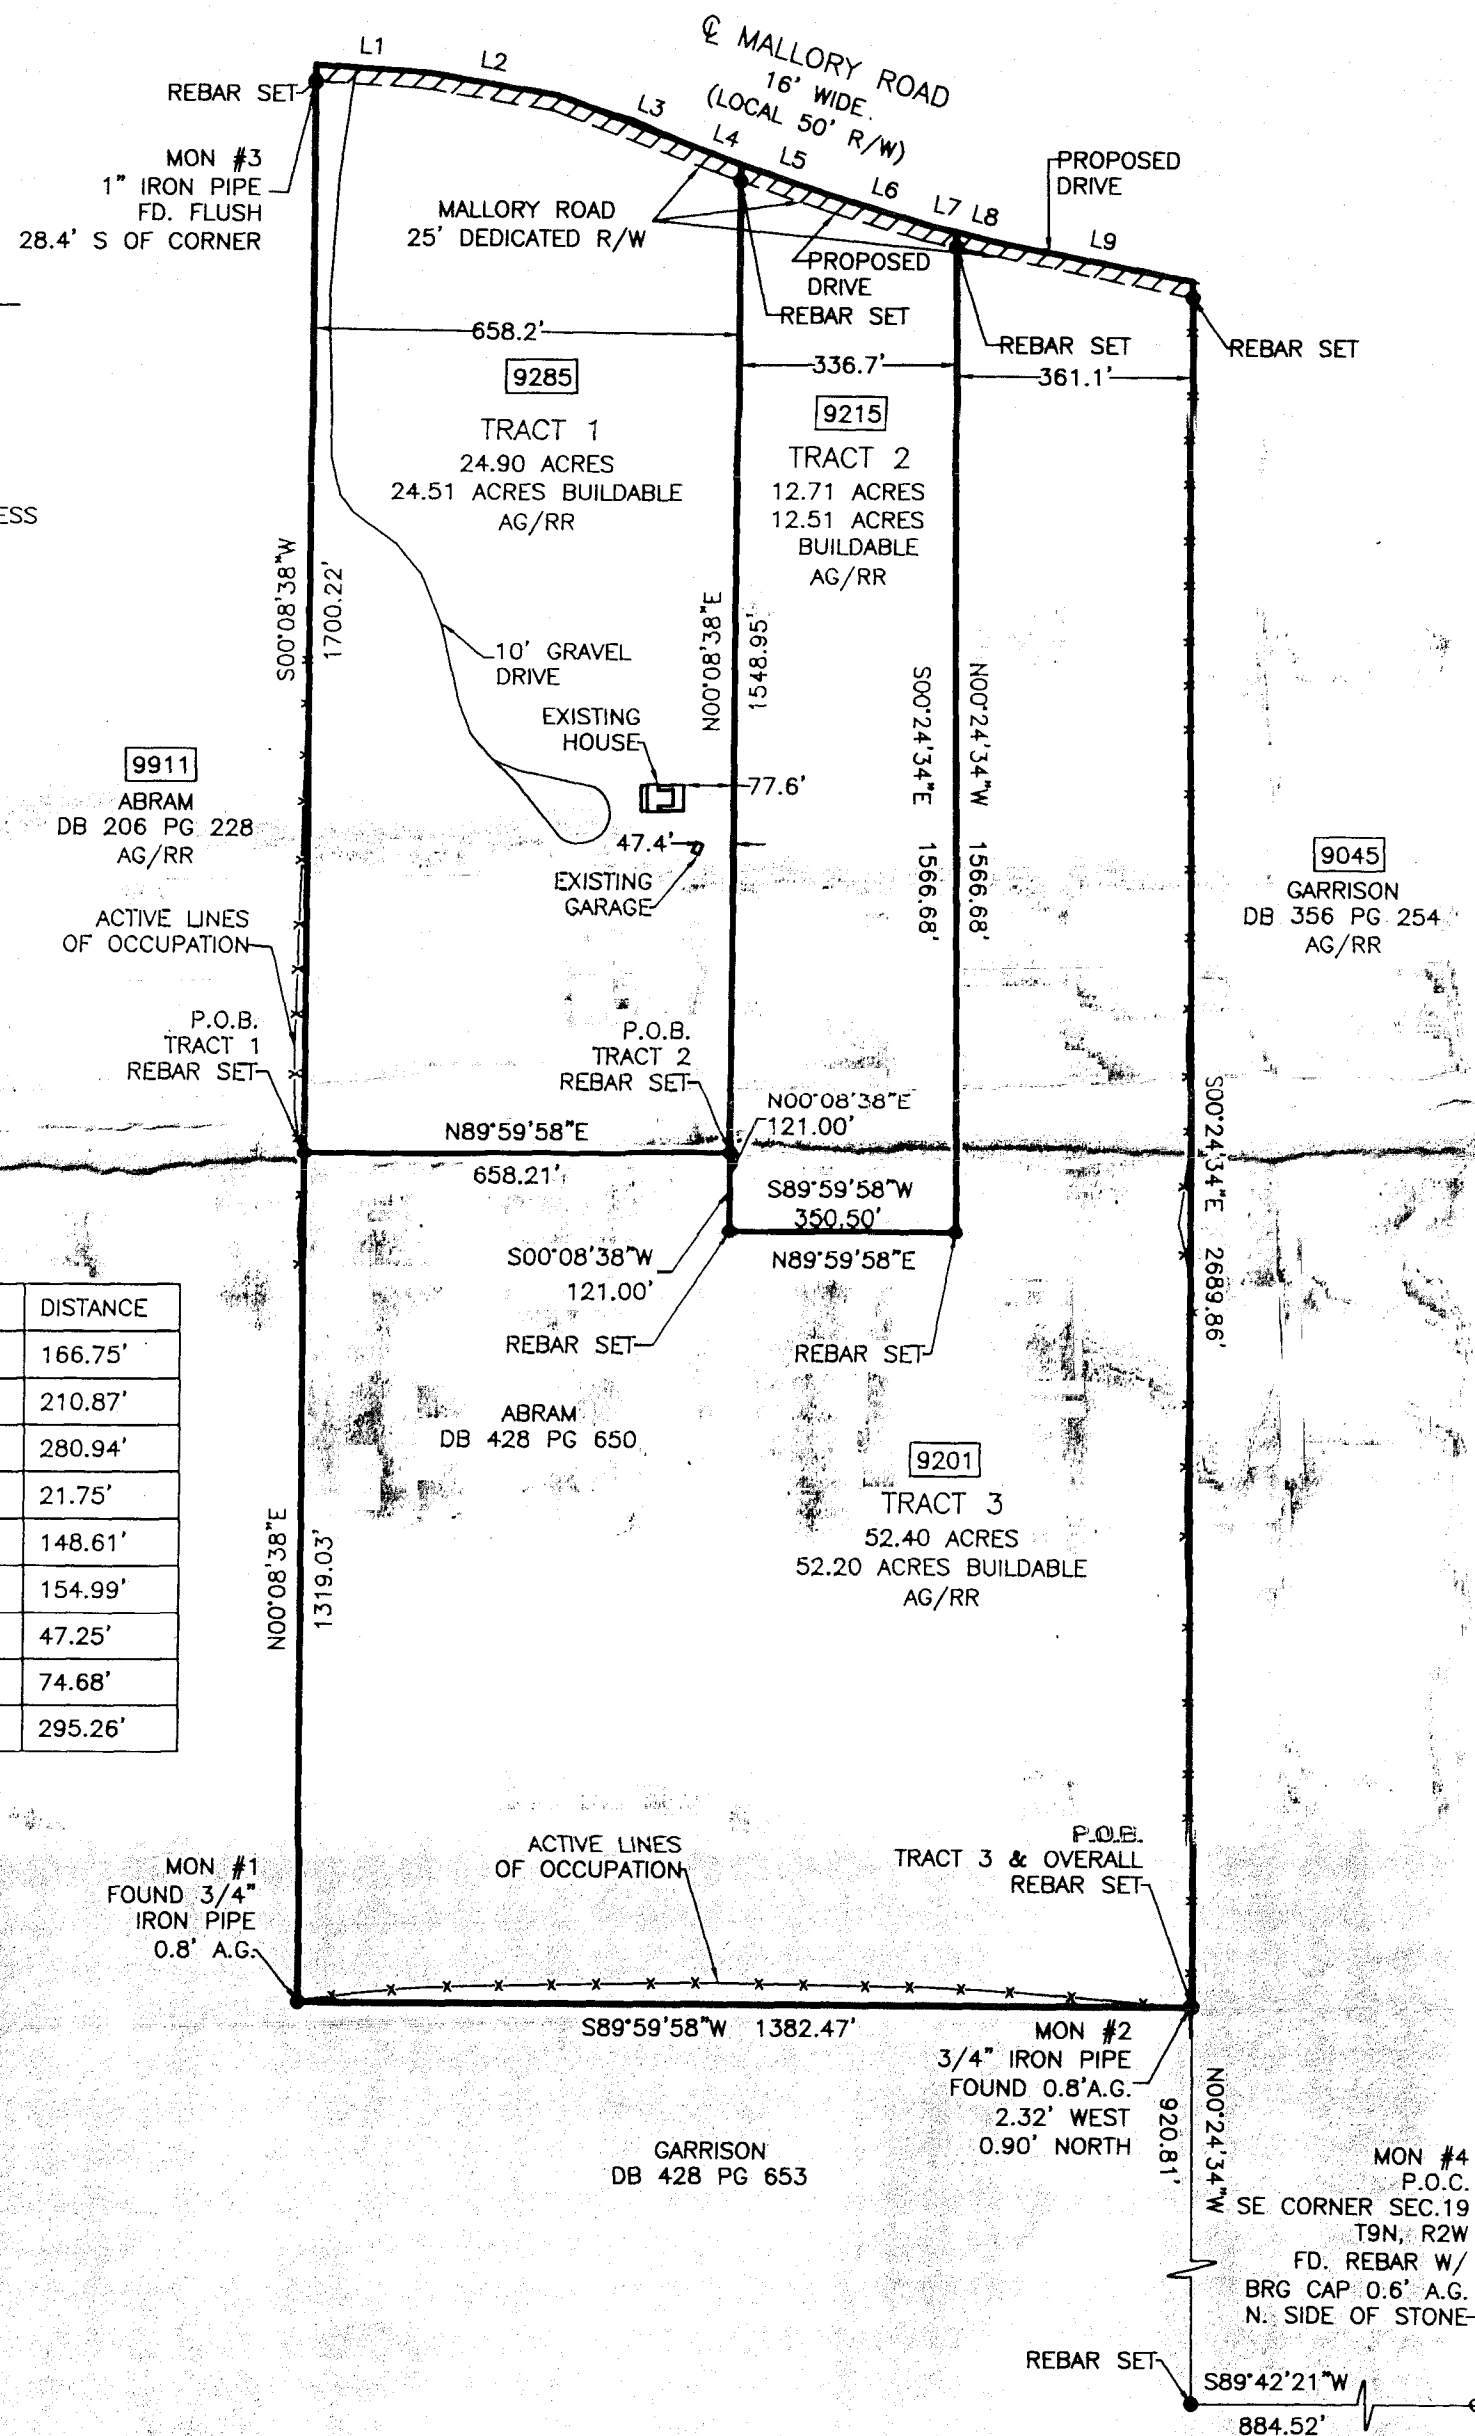 ℄ MALLORY ROAD
16' WIDE.
(LOCAL 50' R/W)
L1
L2
L3
L4
L5
L6
L7
L8
L9
REBAR SET
MON #3
1" IRON PIPE
FD. FLUSH
28.4' S OF CORNER
MALLORY ROAD
25' DEDICATED R/W
PROPOSED
DRIVE
PROPOSED
DRIVE
REBAR SET
REBAR SET
REBAR SET
658.2'
336.7'
361.1'
9285
TRACT 1
24.90 ACRES
24.51 ACRES BUILDABLE
AG/RR
9215
TRACT 2
12.71 ACRES
12.51 ACRES
BUILDABLE
AG/RR
ESS
S00°08'38"W
1700.22'
10' GRAVEL
DRIVE
N00°08'38"E
1548.95'
S00°24'34"E 1566.68'
N00°24'34"W 1566.68'
EXISTING
HOUSE
77.6'
47.4'
EXISTING
GARAGE
9911
ABRAM
DB 206 PG 228
AG/RR
9045
GARRISON
DB 356 PG 254
AG/RR
ACTIVE LINES
OF OCCUPATION
P.O.B.
TRACT 1
REBAR SET
P.O.B.
TRACT 2
REBAR SET
N00°08'38"E
121.00'
N89°59'58"E
658.21'
S89°59'58"W
350.50'
N89°59'58"E
S00°08'38"W
121.00'
REBAR SET
REBAR SET
S00°24'34"E 2689.86'
DISTANCE
166.75'
210.87'
280.94'
21.75'
148.61'
154.99'
47.25'
74.68'
295.26'
ABRAM
DB 428 PG 650
9201
TRACT 3
52.40 ACRES
52.20 ACRES BUILDABLE
AG/RR
N00°08'38"E
1319.03'
MON #1
FOUND 3/4"
IRON PIPE
0.8' A.G.
ACTIVE LINES
OF OCCUPATION
P.O.B.
TRACT 3 & OVERALL
REBAR SET
S89°59'58"W 1382.47'
MON #2
3/4" IRON PIPE
FOUND 0.8'A.G.
2.32' WEST
0.90' NORTH
N00°24'34"W
920.81'
GARRISON
DB 428 PG 653
MON #4
P.O.C.
SE CORNER SEC.19
T9N, R2W
FD. REBAR W/
BRG CAP 0.6' A.G.
N. SIDE OF STONE
REBAR SET
S89°42'21"W
884.52'